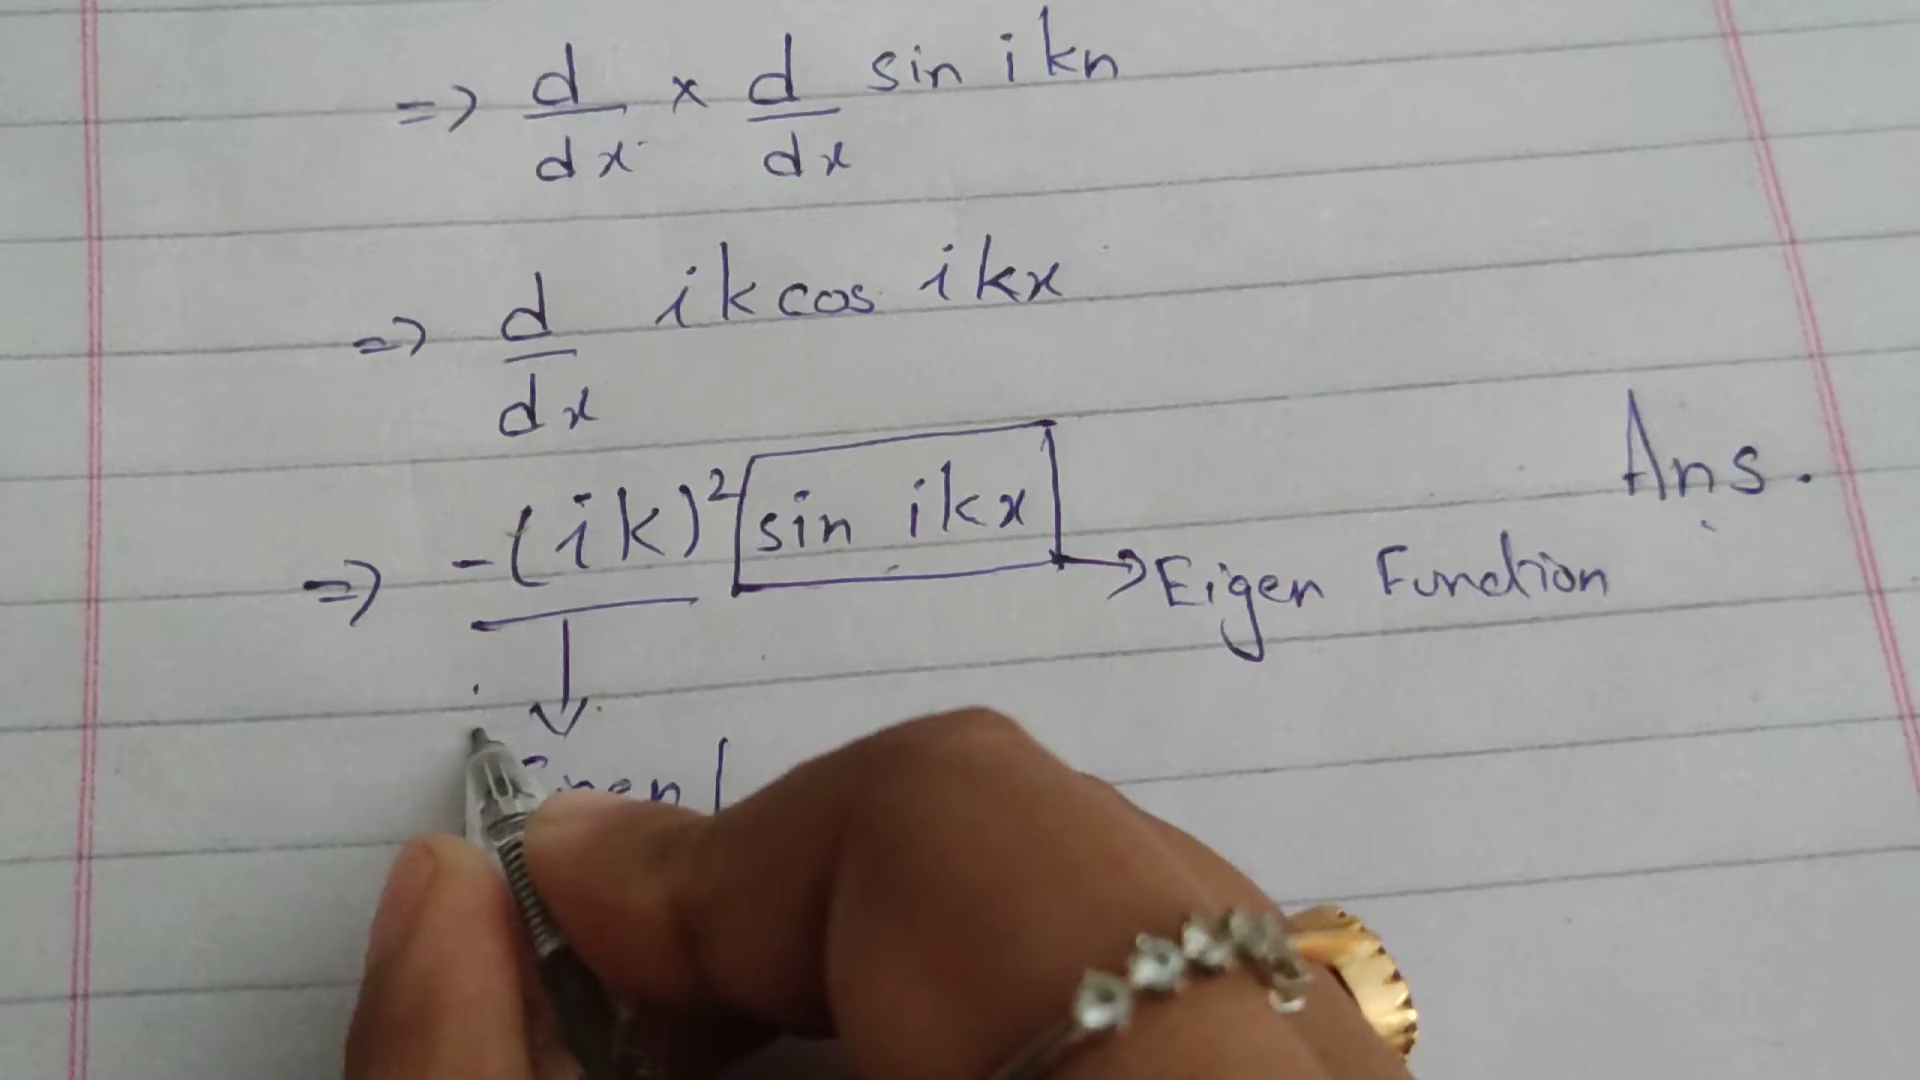 => d/dx × d/dx sin ikn
=> d/dx ik cos ikx
=> -(ik)² sin ikx
Ans.
→ Eigen Function